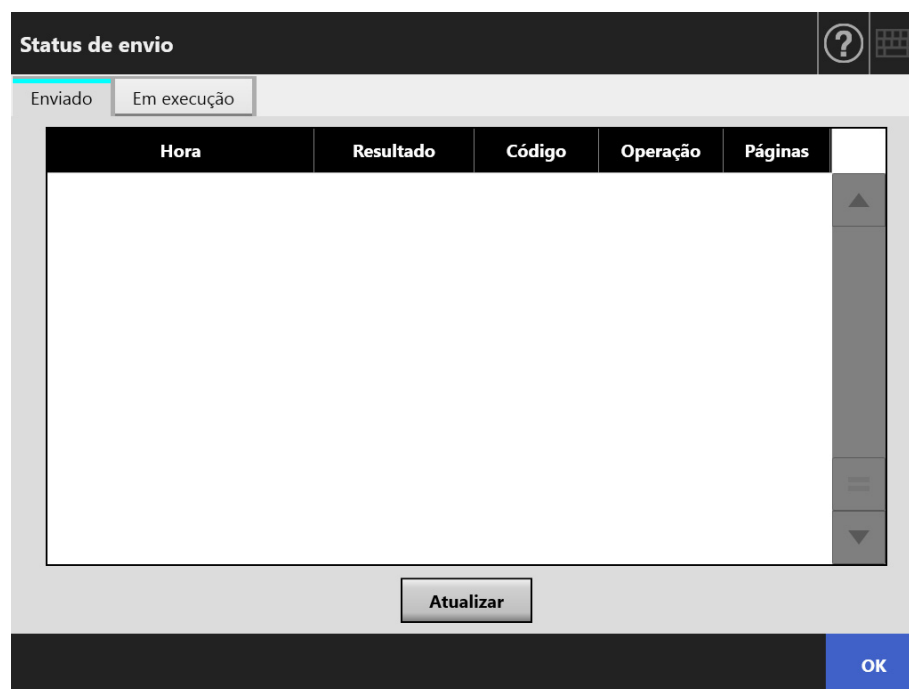 Status de envio ?
Enviado Em execução
Hora Resultado Código Operação Páginas
Atualizar
OK